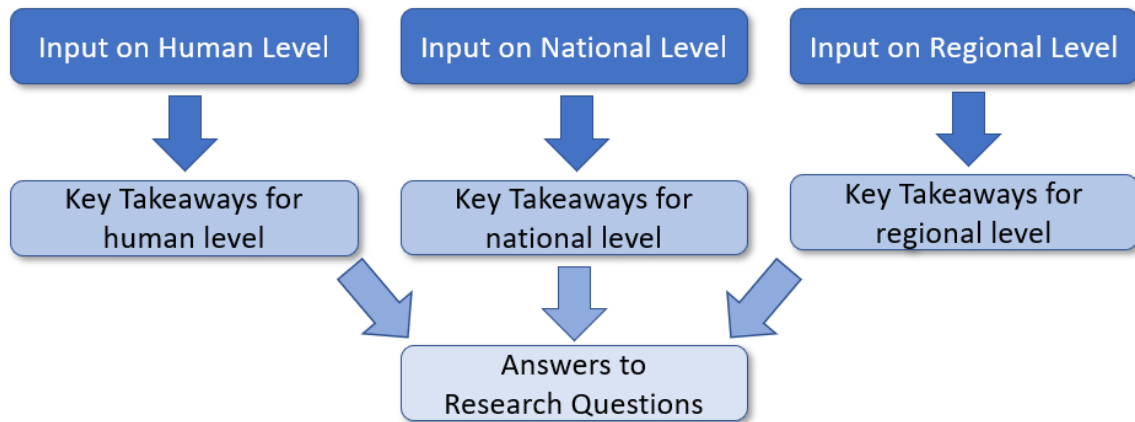 Input on Human Level
Input on National Level
Input on Regional Level
Key Takeaways for
human level
Key Takeaways for
national level
Key Takeaways for
regional level
Answers to
Research Questions